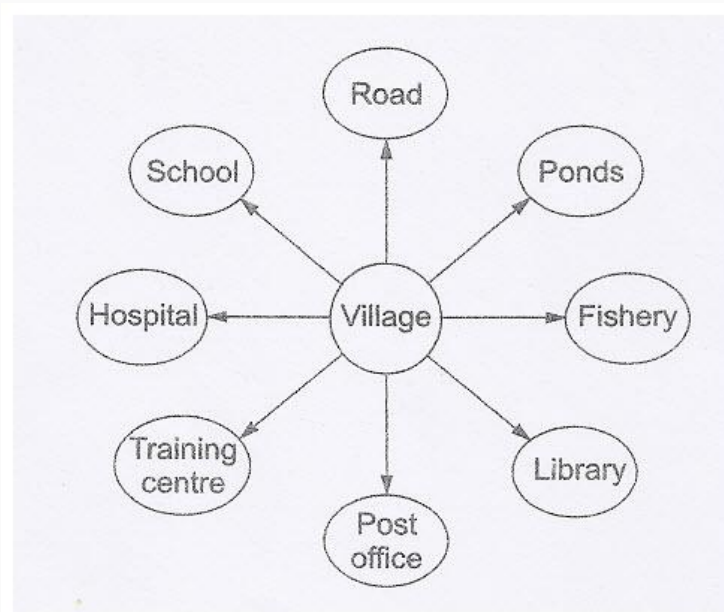 Road
School
Ponds
Hospital
Village
Fishery
Training
centre
Library
Post
office